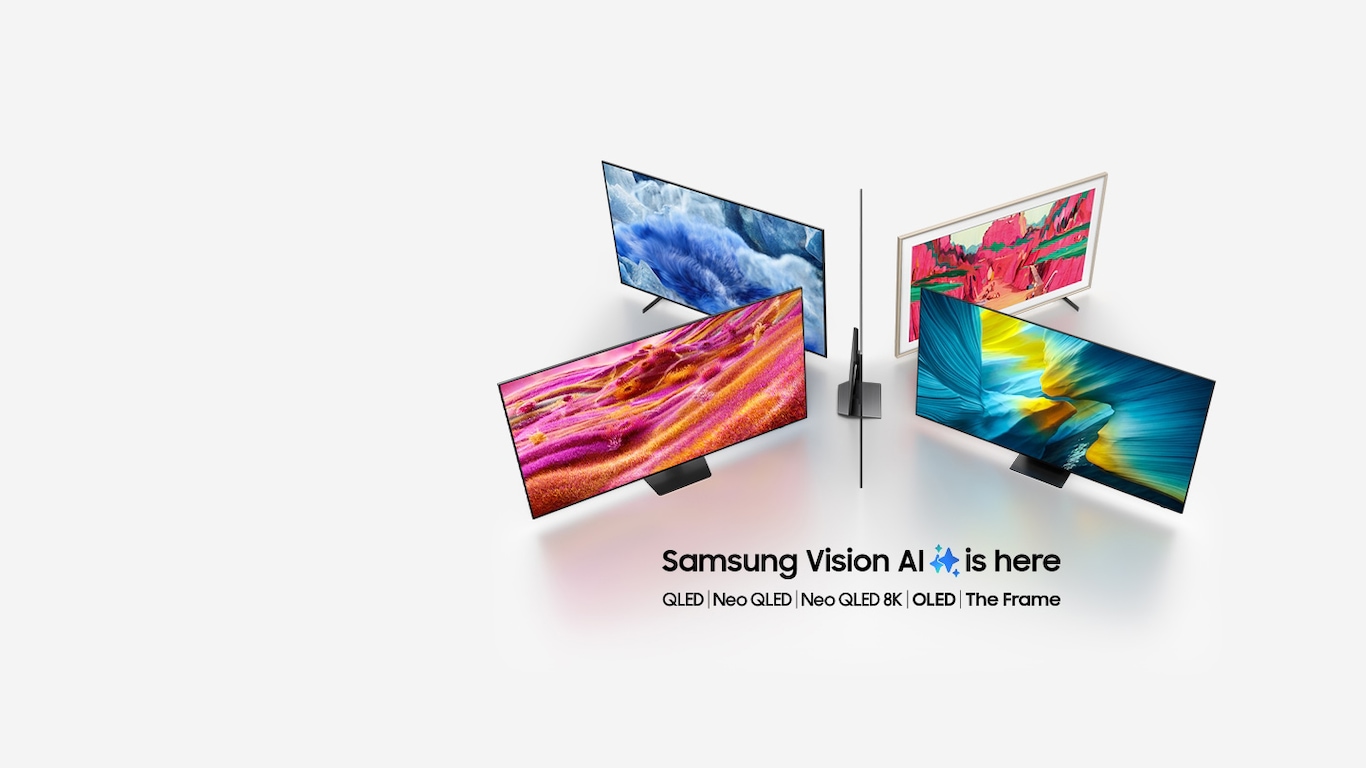 Samsung Vision AI is here
QLED | Neo QLED | Neo QLED 8K | OLED | The Frame